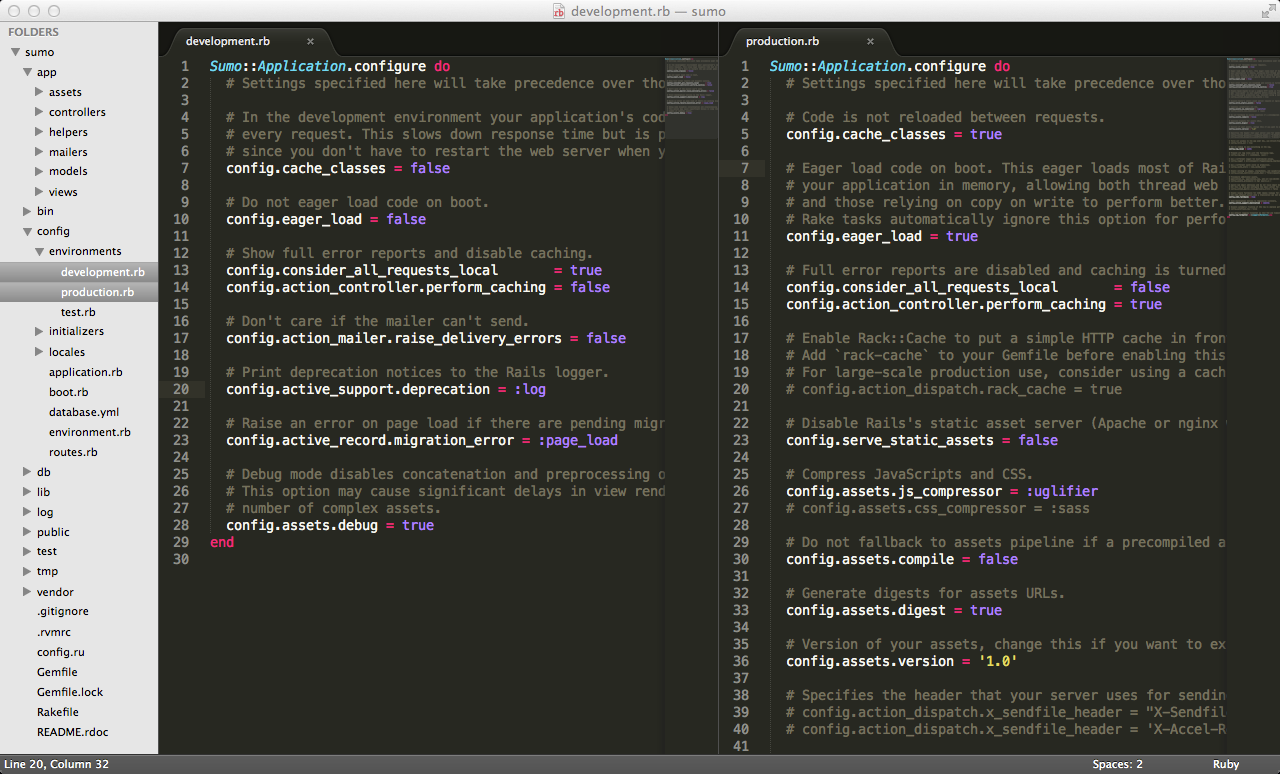 development.rb — sumo
FOLDERS
sumo
app
assets
controllers
helpers
mailers
models
views
bin
config
environments
development.rb
production.rb
test.rb
initializers
locales
application.rb
boot.rb
database.yml
environment.rb
routes.rb
db
lib
log
public
test
tmp
vendor
.gitignore
.rvmrc
config.ru
Gemfile
Gemfile.lock
Rakefile
README.rdoc
development.rb ×
1 Sumo::Application.configure do
2 # Settings specified here will take precedence over tho
3
4 # In the development environment your application's cod
5 # every request. This slows down response time but is p
6 # since you don't have to restart the web server when y
7 config.cache_classes = false
8
9 # Do not eager load code on boot.
10 config.eager_load = false
11
12 # Show full error reports and disable caching.
13 config.consider_all_requests_local       = true
14 config.action_controller.perform_caching = false
15
16 # Don't care if the mailer can't send.
17 config.action_mailer.raise_delivery_errors = false
18
19 # Print deprecation notices to the Rails logger.
20 config.active_support.deprecation = :log
21
22 # Raise an error on page load if there are pending migr
23 config.active_record.migration_error = :page_load
24
25 # Debug mode disables concatenation and preprocessing o
26 # This option may cause significant delays in view rend
27 # number of complex assets.
28 config.assets.debug = true
29 end
30
production.rb ×
1 Sumo::Application.configure do
2 # Settings specified here will take precedence over tho
3
4 # Code is not reloaded between requests.
5 config.cache_classes = true
6
7 # Eager load code on boot. This eager loads most of Rai
8 # your application in memory, allowing both thread web
9 # and those relying on copy on write to perform better.
10 # Rake tasks automatically ignore this option for perfo
11 config.eager_load = true
12
13 # Full error reports are disabled and caching is turned
14 config.consider_all_requests_local       = false
15 config.action_controller.perform_caching = true
16
17 # Enable Rack::Cache to put a simple HTTP cache in fron
18 # Add `rack-cache` to your Gemfile before enabling this
19 # For large-scale production use, consider using a cach
20 # config.action_dispatch.rack_cache = true
21
22 # Disable Rails's static asset server (Apache or nginx
23 config.serve_static_assets = false
24
25 # Compress JavaScripts and CSS.
26 config.assets.js_compressor = :uglifier
27 # config.assets.css_compressor = :sass
28
29 # Do not fallback to assets pipeline if a precompiled a
30 config.assets.compile = false
31
32 # Generate digests for assets URLs.
33 config.assets.digest = true
34
35 # Version of your assets, change this if you want to ex
36 config.assets.version = '1.0'
37
38 # Specifies the header that your server uses for sendin
39 # config.action_dispatch.x_sendfile_header = "X-Sendfil
40 # config.action_dispatch.x_sendfile_header = 'X-Accel-R
41
Line 20, Column 32
Spaces: 2
Ruby